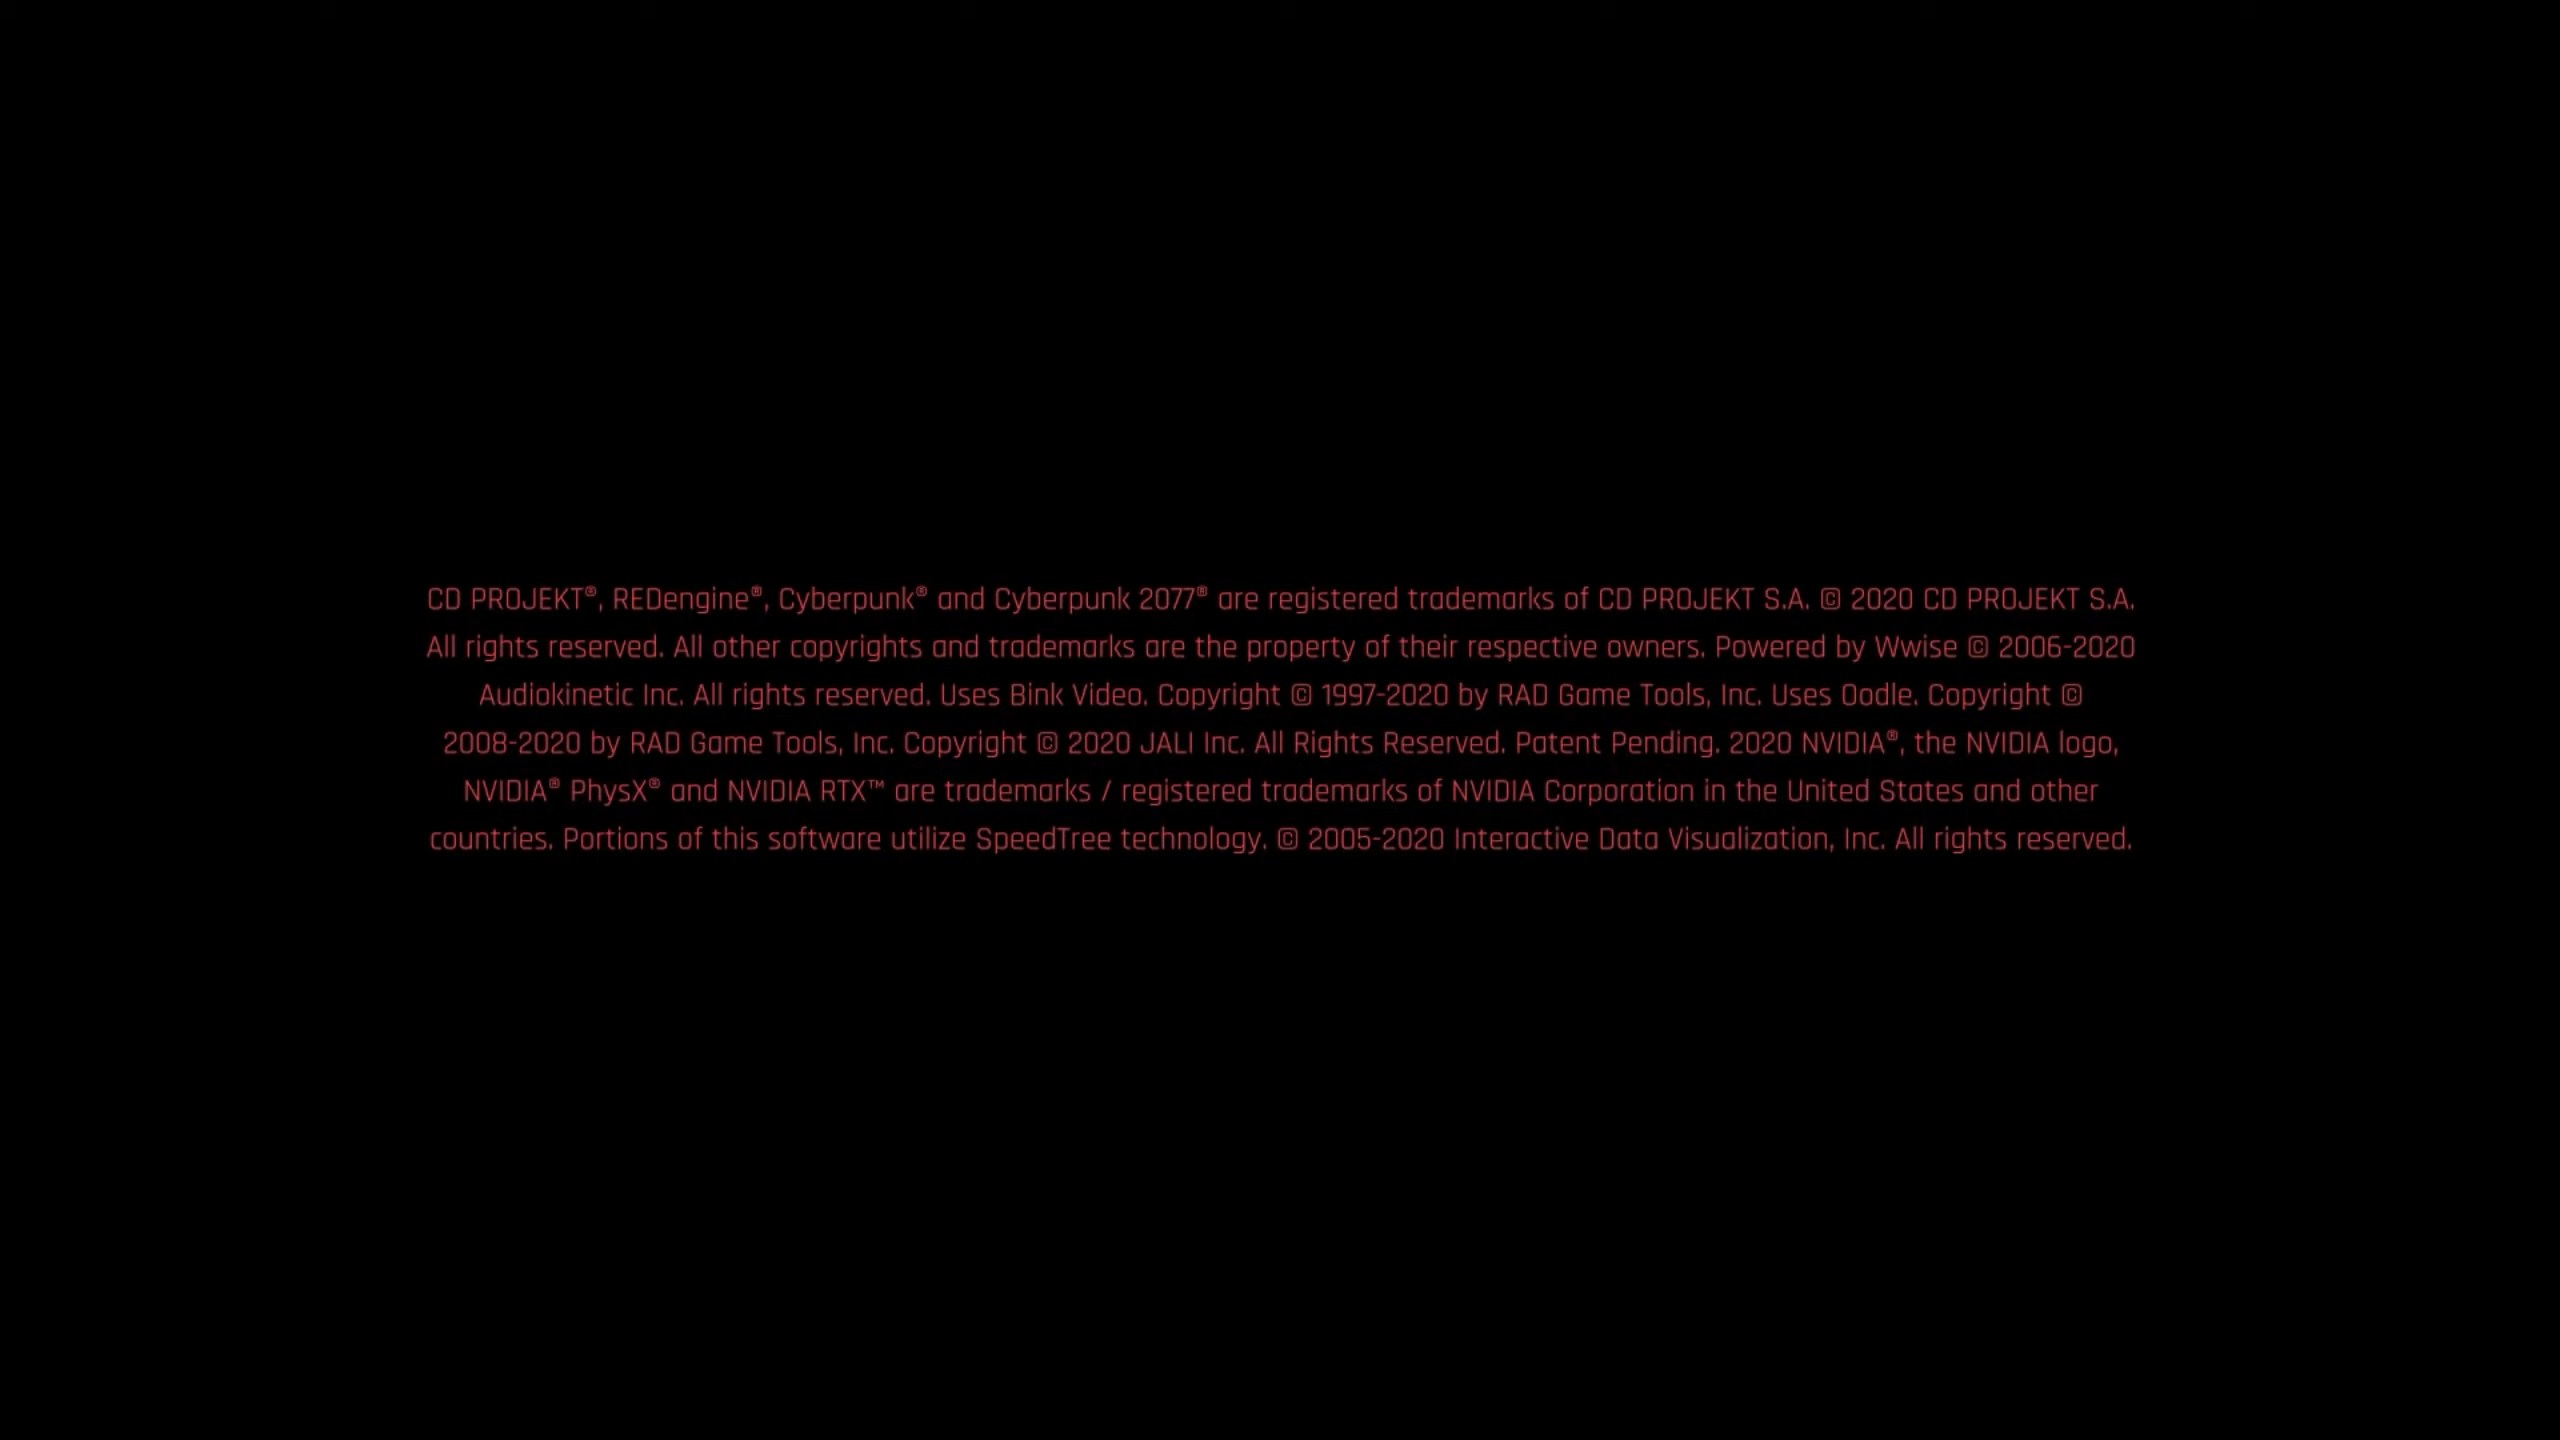 CD PROJEKT®, REDengine®, Cyberpunk® and Cyberpunk 2077® are registered trademarks of CD PROJEKT S.A. © 2020 CD PROJEKT S.A.
All rights reserved. All other copyrights and trademarks are the property of their respective owners. Powered by Wwise © 2006-2020
Audiokinetic Inc. All rights reserved. Uses Bink Video. Copyright © 1997-2020 by RAD Game Tools, Inc. Uses Oodle. Copyright ©
2008-2020 by RAD Game Tools, Inc. Copyright © 2020 JALI Inc. All Rights Reserved. Patent Pending. 2020 NVIDIA®, the NVIDIA logo,
NVIDIA® PhysX® and NVIDIA RTX™ are trademarks / registered trademarks of NVIDIA Corporation in the United States and other
countries. Portions of this software utilize SpeedTree technology. © 2005-2020 Interactive Data Visualization, Inc. All rights reserved.